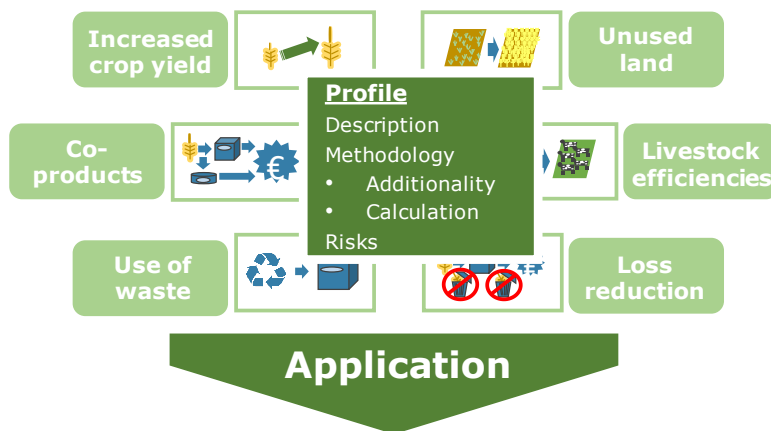 Increased
crop yield
Unused
land
Profile
Description
Methodology
• Additionality
• Calculation
Risks
Co-
products
€
Livestock
efficiencies
Use of
waste
Loss
reduction
Application